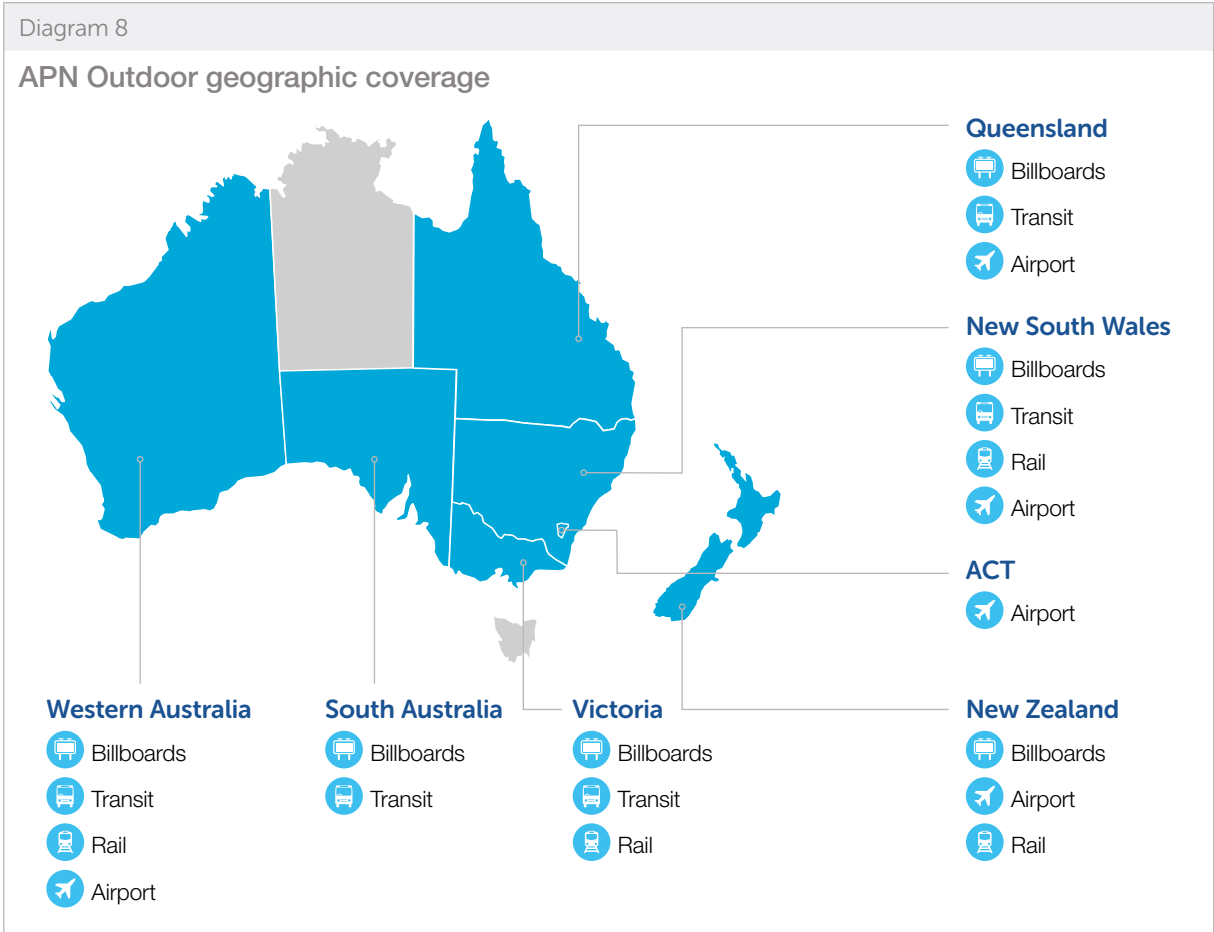 Diagram 8
APN Outdoor geographic coverage
Queensland
Billboards
Transit
Airport
New South Wales
Billboards
Transit
Rail
Airport
ACT
Airport
Western Australia
Billboards
Transit
Rail
Airport
South Australia
Billboards
Transit
Victoria
Billboards
Transit
Rail
New Zealand
Billboards
Airport
Rail